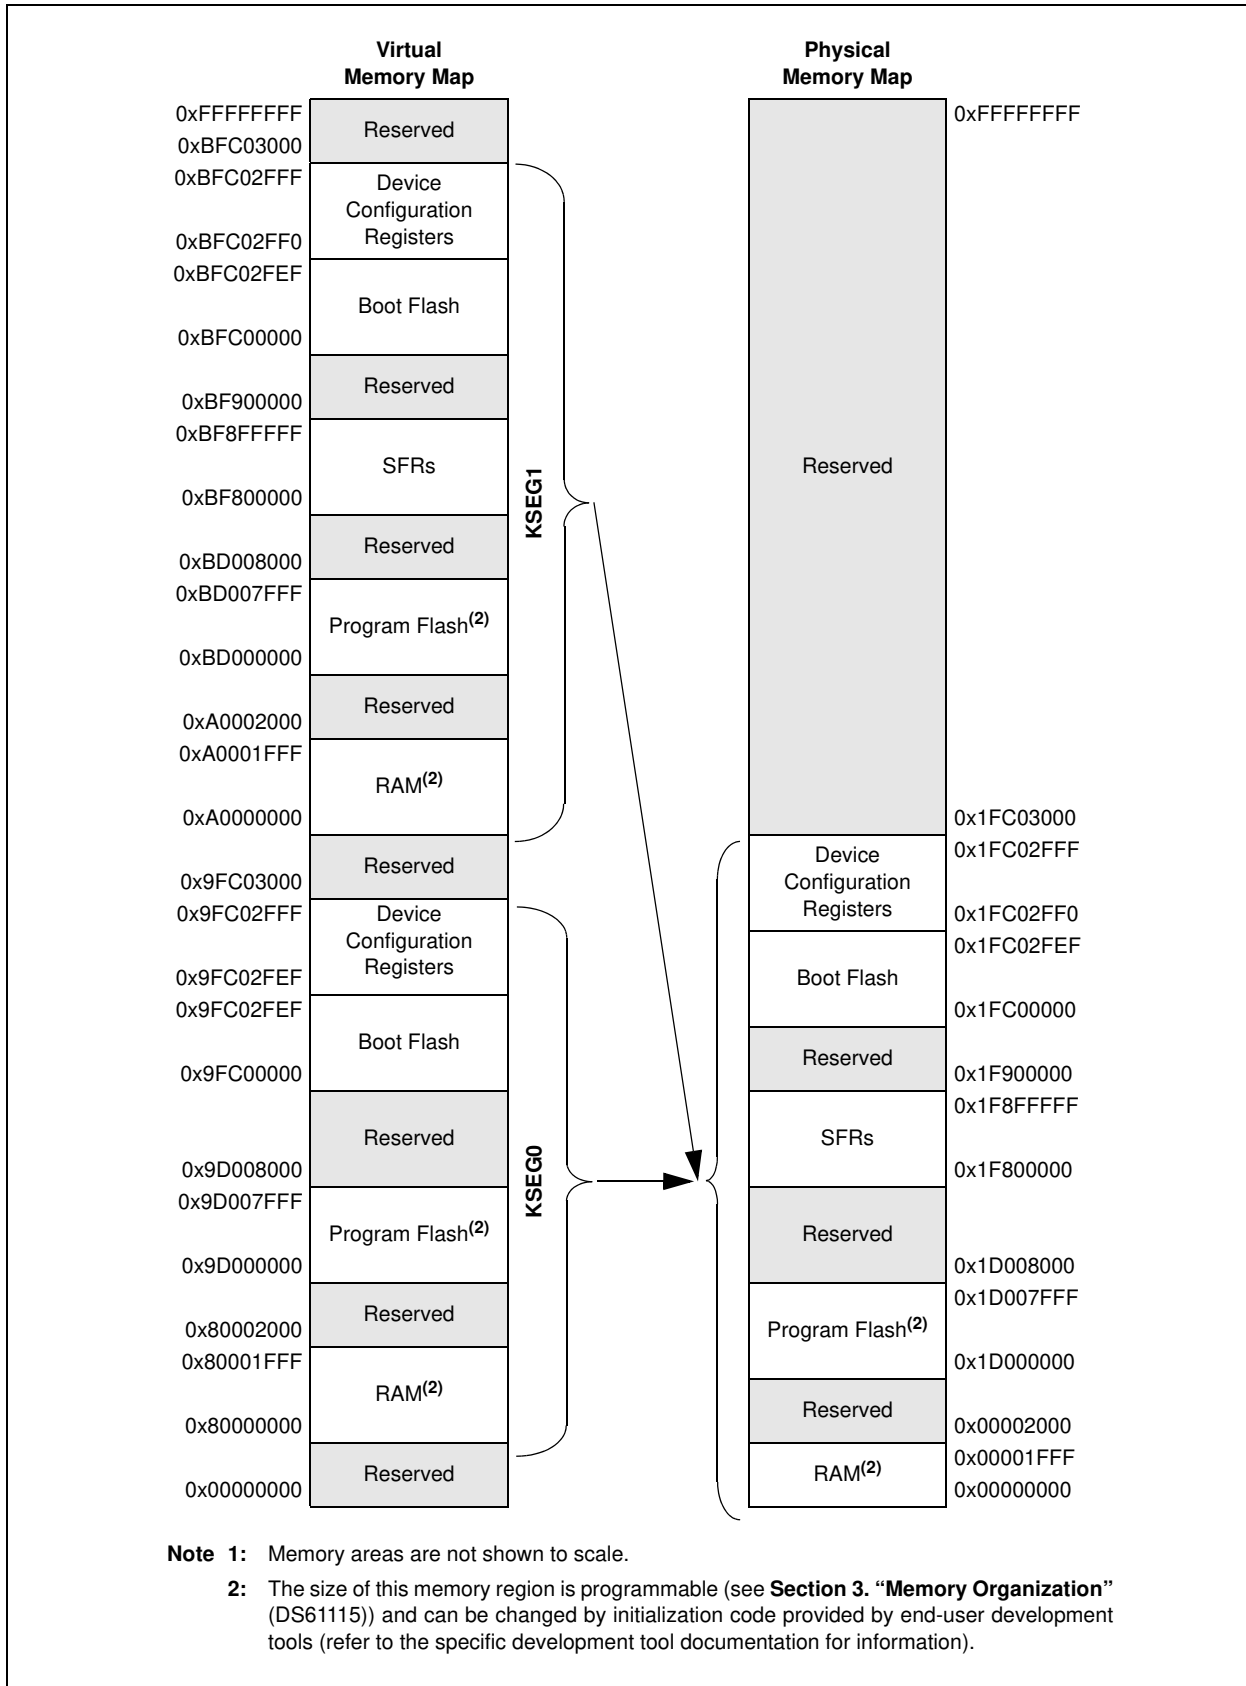 Virtual
Memory Map
0xFFFFFFFF
Reserved
0xBFC03000
0xBFC02FFF
Device
Configuration
Registers
0xBFC02FF0
0xBFC02FEF
Boot Flash
0xBFC00000
Reserved
0xBF900000
0xBF8FFFFF
SFRs
0xBF800000
Reserved
0xBD008000
0xBD007FFF
Program Flash(2)
0xBD000000
Reserved
0xA0002000
0xA0001FFF
RAM(2)
0xA0000000
Reserved
0x9FC03000
0x9FC02FFF
Device
Configuration
Registers
0x9FC02FEF
0x9FC02FEF
Boot Flash
0x9FC00000
Reserved
0x9D008000
0x9D007FFF
Program Flash(2)
0x9D000000
Reserved
0x80002000
0x80001FFF
RAM(2)
0x80000000
Reserved
0x00000000
KSEG1
KSEG0
Physical
Memory Map
0xFFFFFFFF
Reserved
0x1FC03000
0x1FC02FFF
Device
Configuration
Registers
0x1FC02FF0
0x1FC02FEF
Boot Flash
0x1FC00000
Reserved
0x1F900000
0x1F8FFFFF
SFRs
0x1F800000
Reserved
0x1D008000
0x1D007FFF
Program Flash(2)
0x1D000000
Reserved
0x00002000
0x00001FFF
RAM(2)
0x00000000
Note 1: Memory areas are not shown to scale.
2: The size of this memory region is programmable (see Section 3. “Memory Organization”
(DS61115)) and can be changed by initialization code provided by end-user development
tools (refer to the specific development tool documentation for information).